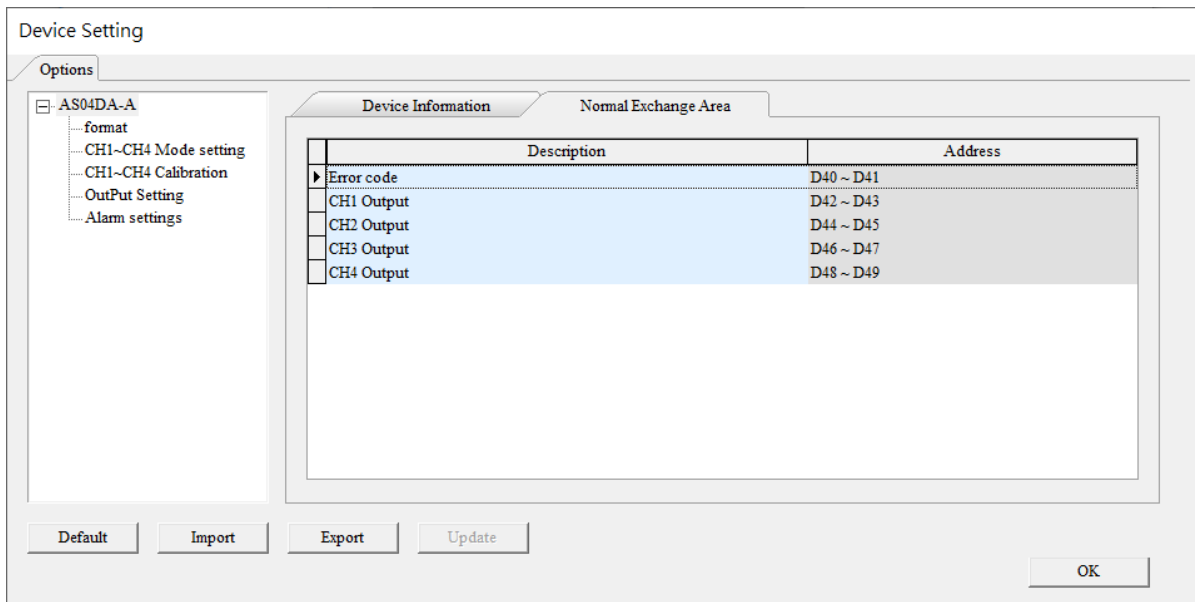 Device Setting
Options
AS04DA-A
format
CH1~CH4 Mode setting
CH1~CH4 Calibration
OutPut Setting
Alarm settings
Device Information
Normal Exchange Area
Description Address
Error code D40 ~ D41
CH1 Output D42 ~ D43
CH2 Output D44 ~ D45
CH3 Output D46 ~ D47
CH4 Output D48 ~ D49
Default Import Export Update
OK